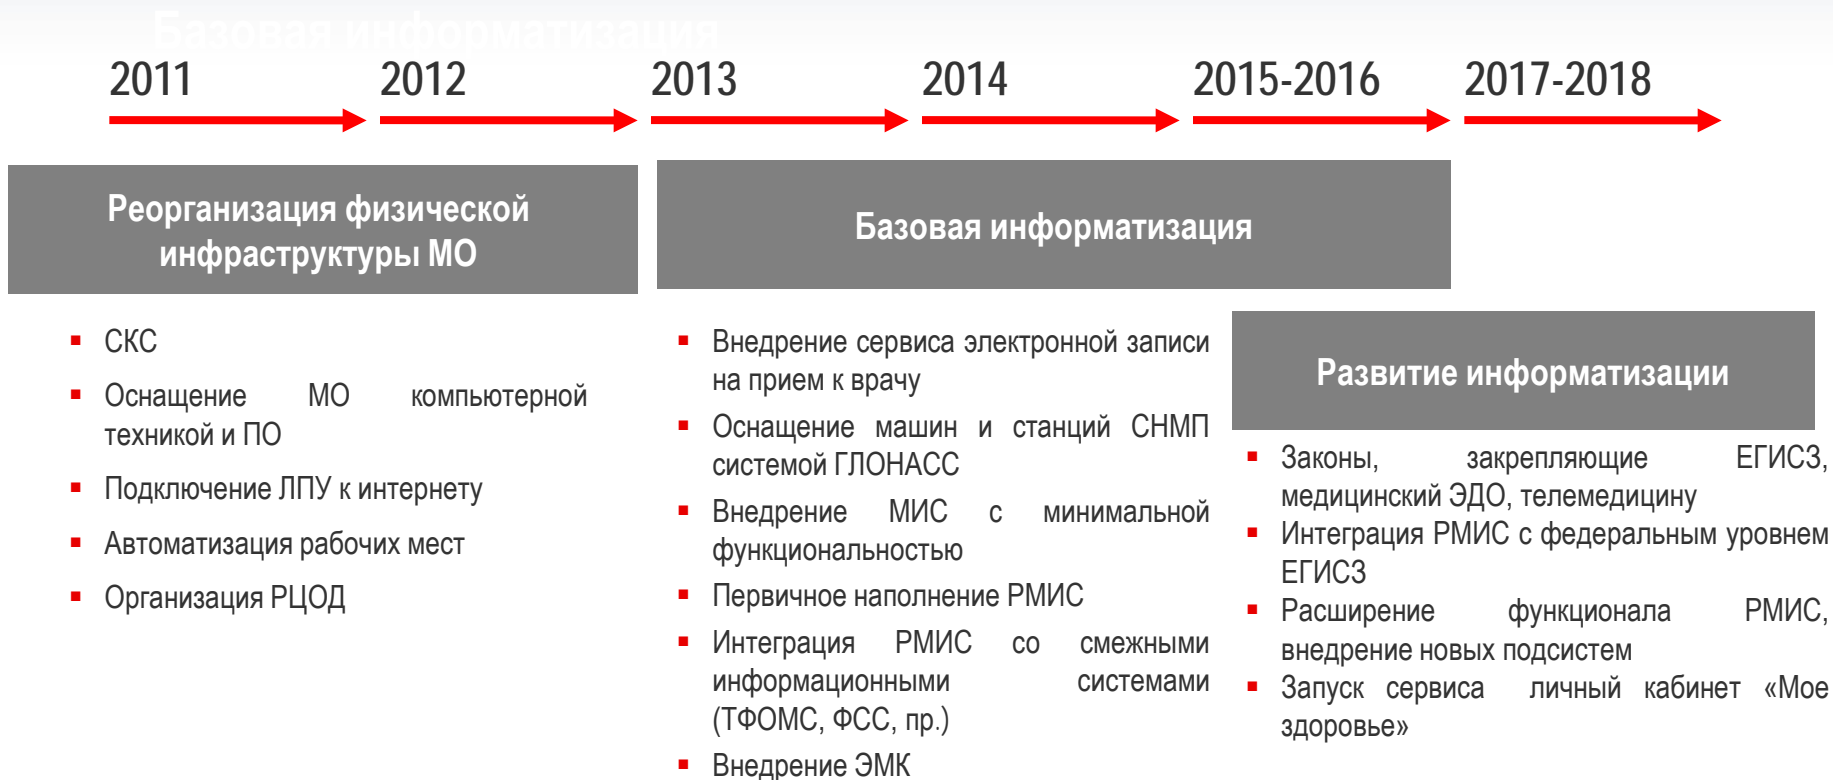 Базовая информатизация
2011
2012
2013
2014
2015-2016
2017-2018
Реорганизация физической
инфраструктуры МО
СКС
Оснащение МО компьютерной
техникой и ПО
Подключение ЛПУ к интернету
Автоматизация рабочих мест
Организация РЦОД
Базовая информатизация
Внедрение сервиса электронной записи
на прием к врачу
Оснащение машин и станций СНМП
системой ГЛОНАСС
Внедрение МИС с минимальной
функциональностью
Первичное наполнение РМИС
Интеграция РМИС со смежными
информационными системами
(ТФОМС, ФСС, пр.)
Внедрение ЭМК
Развитие информатизации
Законы, закрепляющие ЕГИСЗ,
медицинский ЭДО, телемедицину
Интеграция РМИС с федеральным уровнем
ЕГИСЗ
Расширение функционала РМИС,
внедрение новых подсистем
Запуск сервиса личный кабинет «Мое
здоровье»